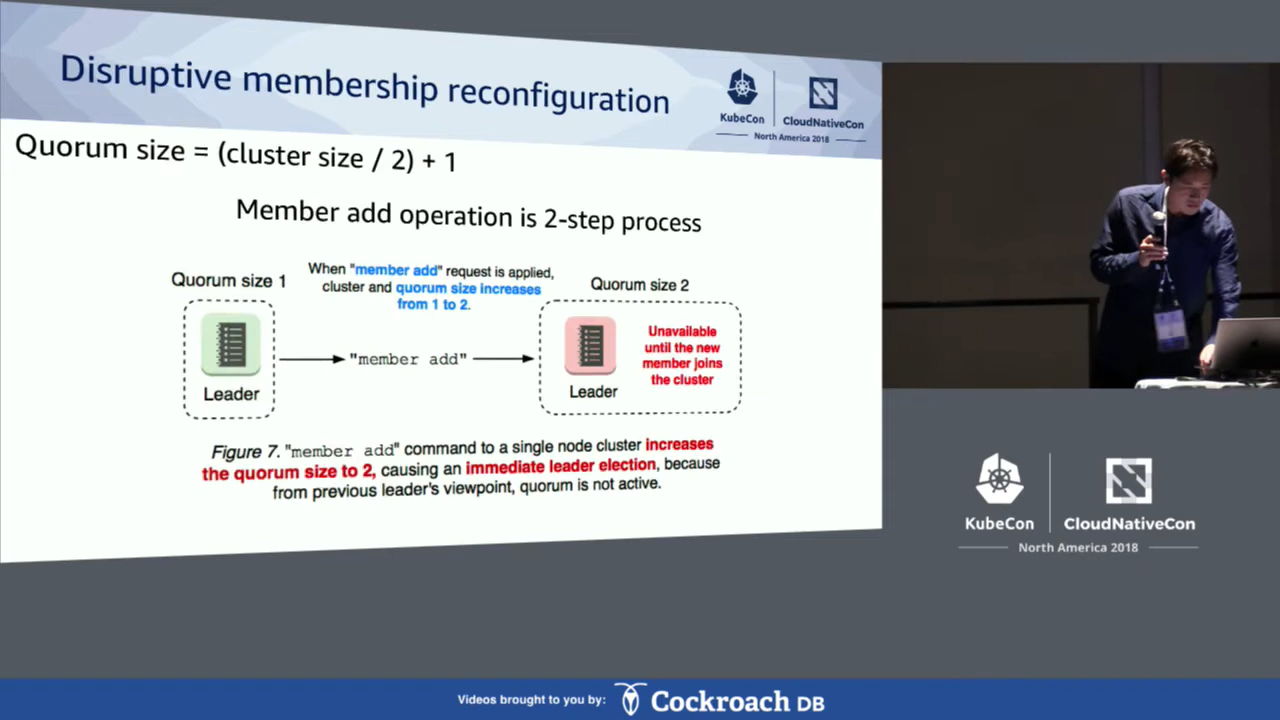 Disruptive membership reconfiguration
KubeCon
CloudNativeCon
North America 2018
Quorum size = (cluster size / 2) + 1
Member add operation is 2-step process
Quorum size 1
When "member add" request is applied,
cluster and quorum size increases
from 1 to 2.
Quorum size 2
Leader
"member add"
Leader
Unavailable
until the new
member joins
the cluster
Figure 7. "member add" command to a single node cluster increases
the quorum size to 2, causing an immediate leader election, because
from previous leader's viewpoint, quorum is not active.
KubeCon
CloudNativeCon
North America 2018
Videos brought to you by:
Cockroach DB